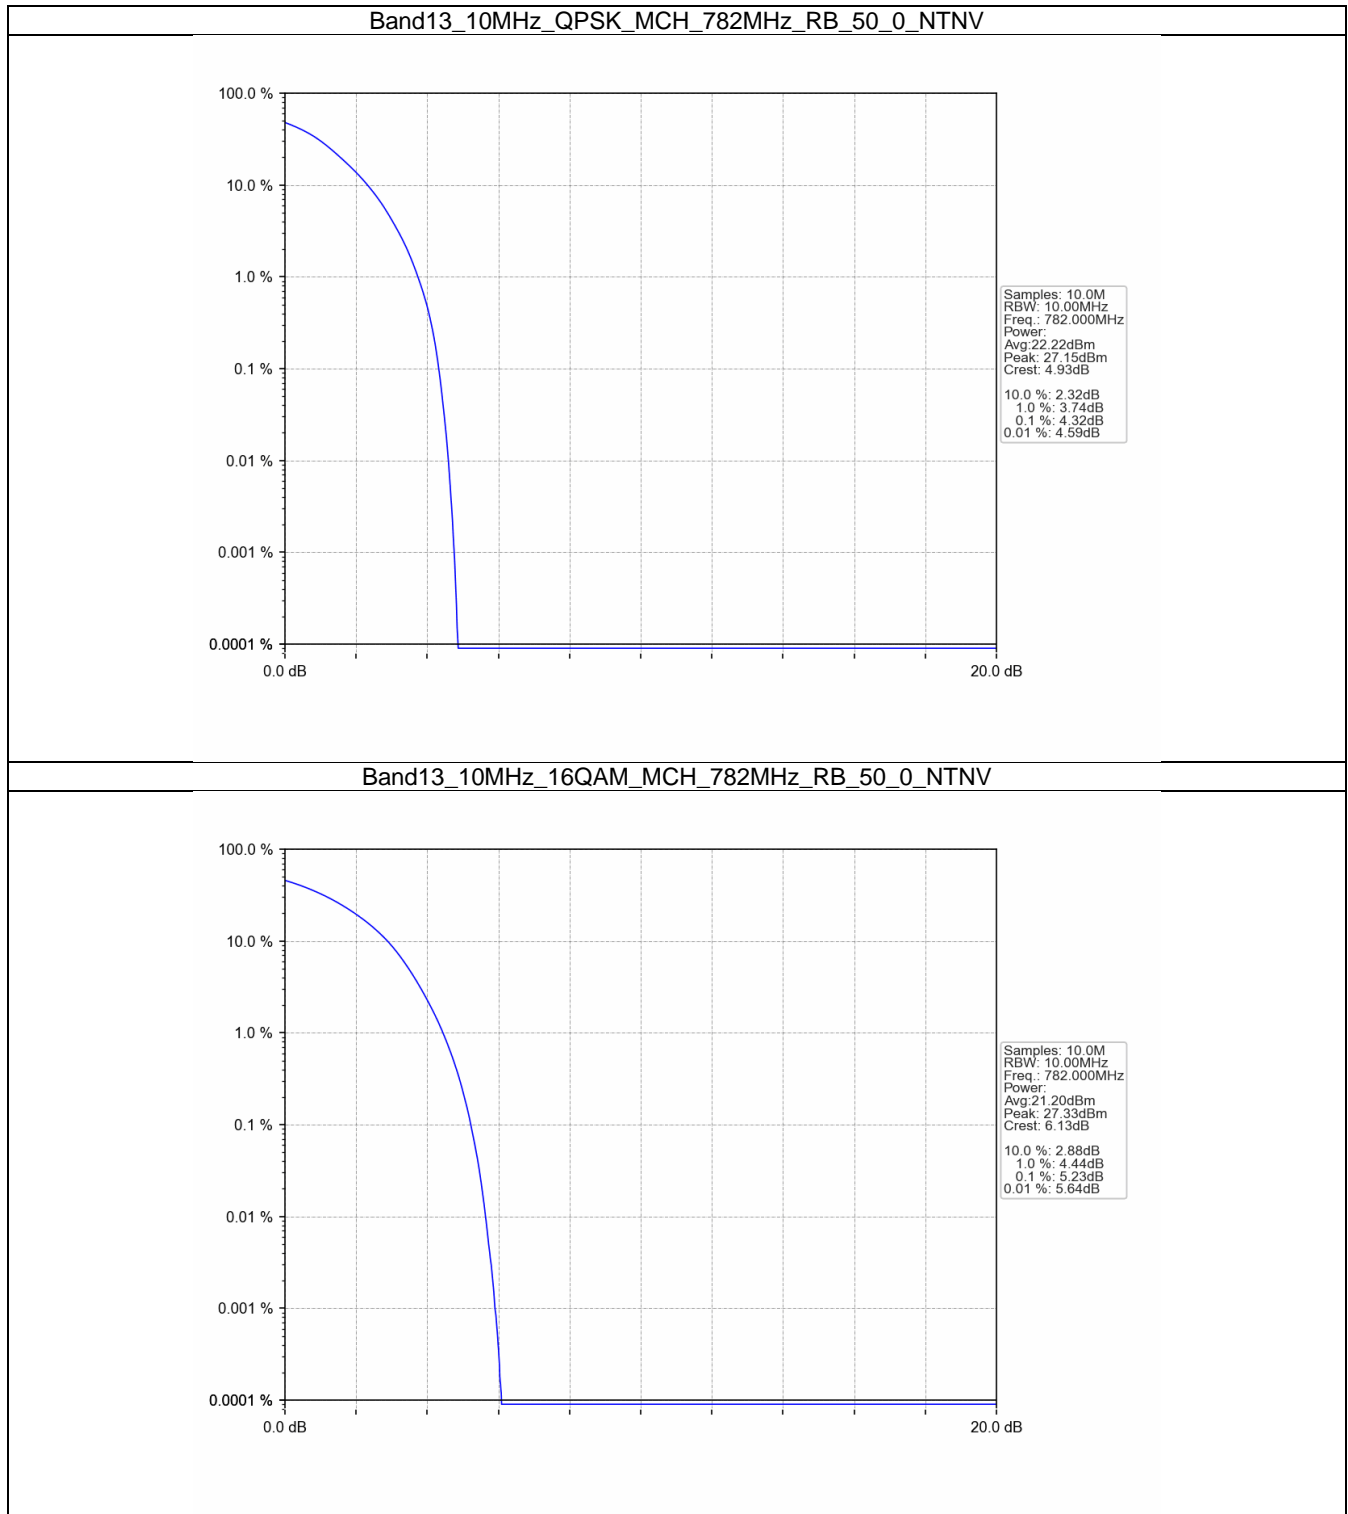 Band13_10MHz_QPSK_MCH_782MHz_RB_50_0_NTNV
100.0 %
10.0 %
1.0 %
0.1 %
0.01 %
0.001 %
0.0001 %
0.0 dB
20.0 dB
Samples: 10.0M
RBW: 10.00MHz
Freq.: 782.000MHz
Power:
Avg:22.22dBm
Peak: 27.15dBm
Crest: 4.93dB
10.0 %: 2.32dB
1.0 %: 3.74dB
0.1 %: 4.32dB
0.01 %: 4.59dB
Band13_10MHz_16QAM_MCH_782MHz_RB_50_0_NTNV
100.0 %
10.0 %
1.0 %
0.1 %
0.01 %
0.001 %
0.0001 %
0.0 dB
20.0 dB
Samples: 10.0M
RBW: 10.00MHz
Freq.: 782.000MHz
Power:
Avg:21.20dBm
Peak: 27.33dBm
Crest: 6.13dB
10.0 %: 2.88dB
1.0 %: 4.44dB
0.1 %: 5.23dB
0.01 %: 5.64dB